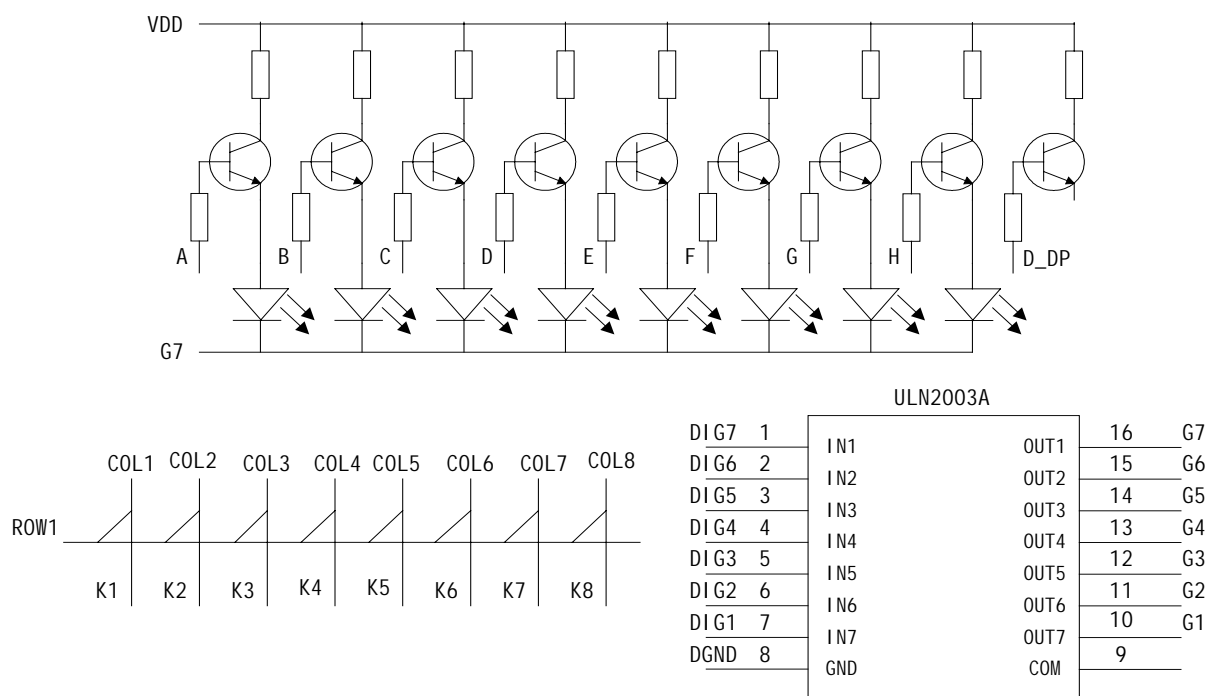 VDD
A B C D E F G H D_DP
G7
ULN2003A
COL1 COL2 COL3 COL4 COL5 COL6 COL7 COL8
ROW1
K1 K2 K3 K4 K5 K6 K7 K8
DIG7 1 IN1 OUT1 16 G7
DIG6 2 IN2 OUT2 15 G6
DIG5 3 IN3 OUT3 14 G5
DIG4 4 IN4 OUT4 13 G4
DIG3 5 IN5 OUT5 12 G3
DIG2 6 IN6 OUT6 11 G2
DIG1 7 IN7 OUT7 10 G1
DGND 8 GND COM 9